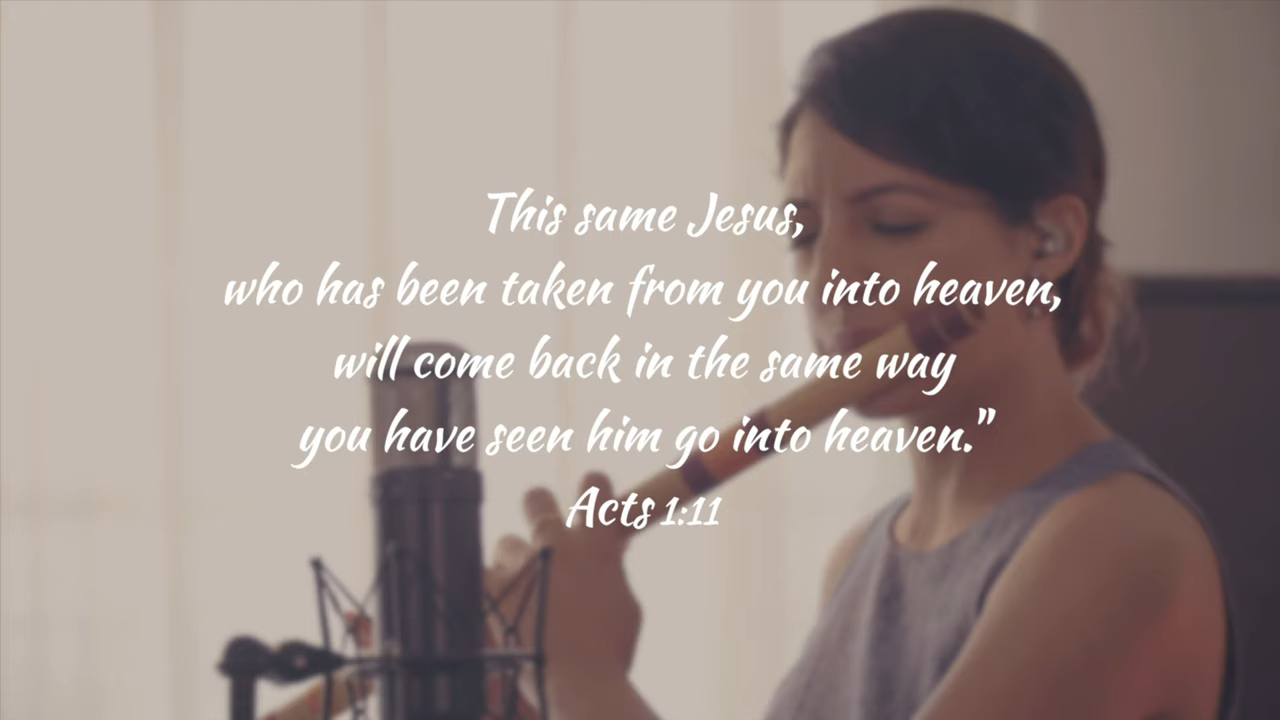 This same Jesus,
who has been taken from you into heaven,
will come back in the same way
you have seen him go into heaven."
Acts 1:11